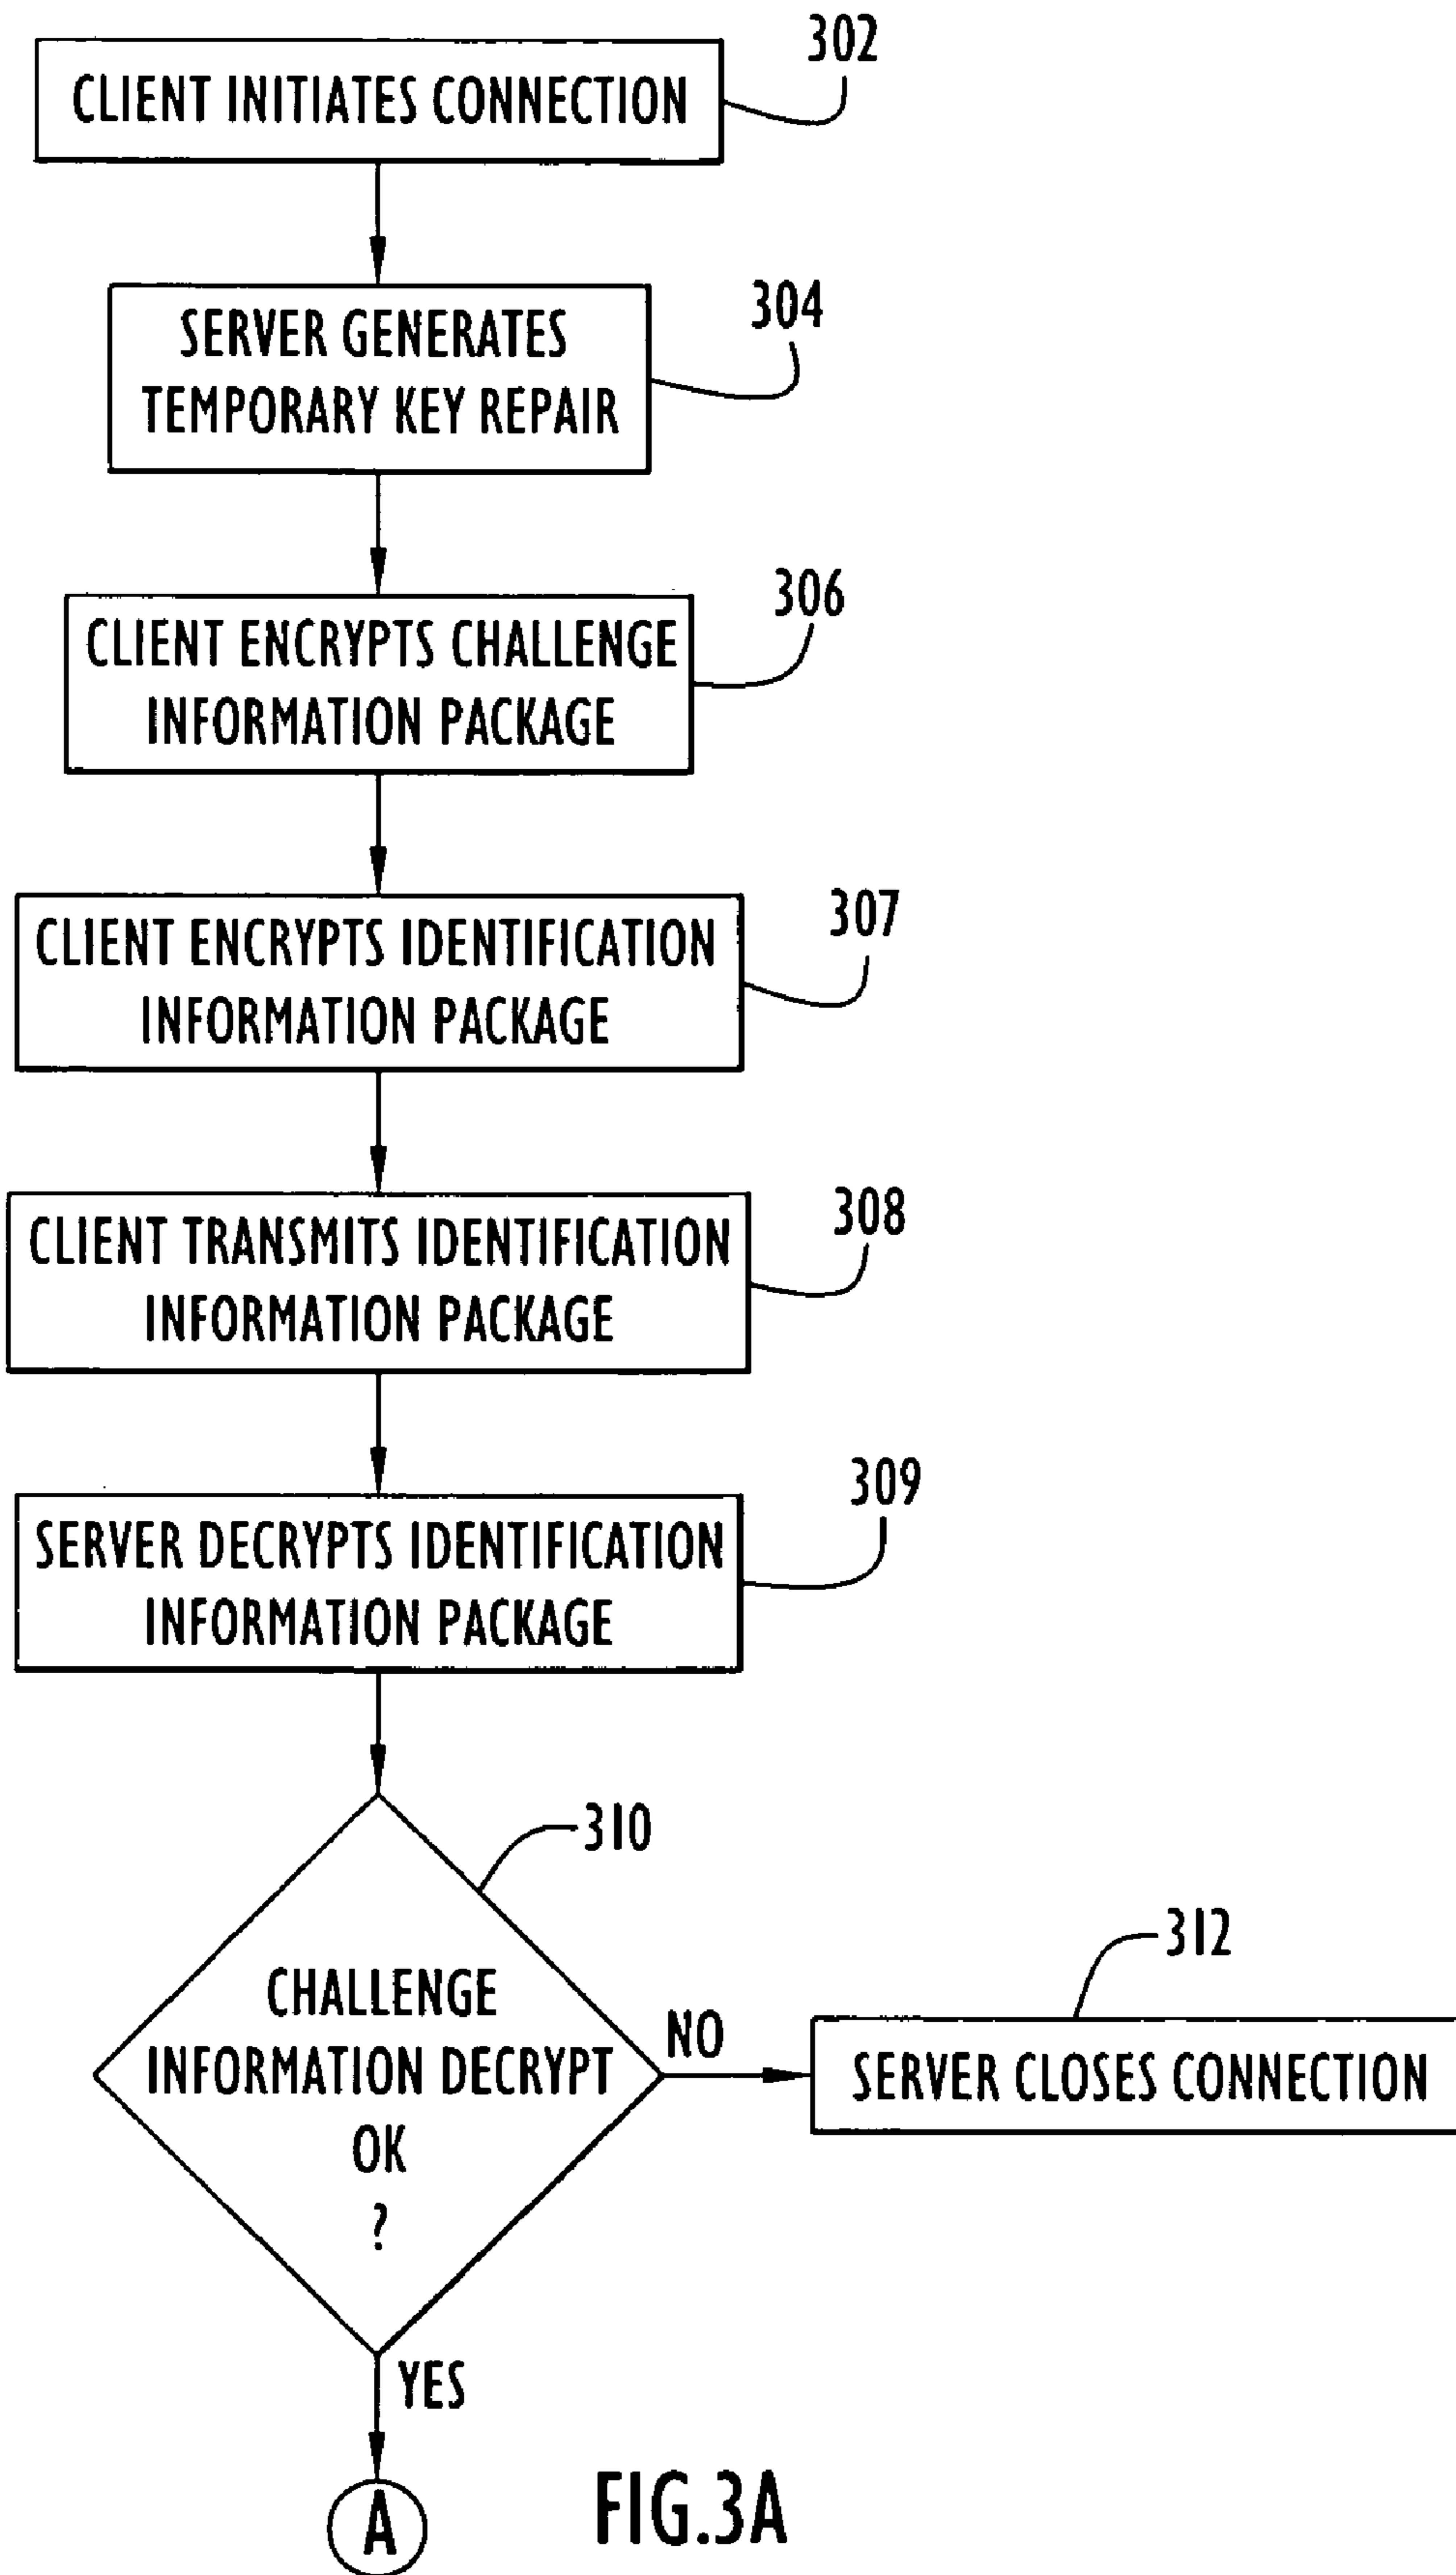 302
CLIENT INITIATES CONNECTION
304
SERVER GENERATES
TEMPORARY KEY REPAIR
306
CLIENT ENCRYPTS CHALLENGE
INFORMATION PACKAGE
307
CLIENT ENCRYPTS IDENTIFICATION
INFORMATION PACKAGE
308
CLIENT TRANSMITS IDENTIFICATION
INFORMATION PACKAGE
309
SERVER DECRYPTS IDENTIFICATION
INFORMATION PACKAGE
310
CHALLENGE
INFORMATION DECRYPT
OK
?
NO
312
SERVER CLOSES CONNECTION
YES
A
FIG.3A